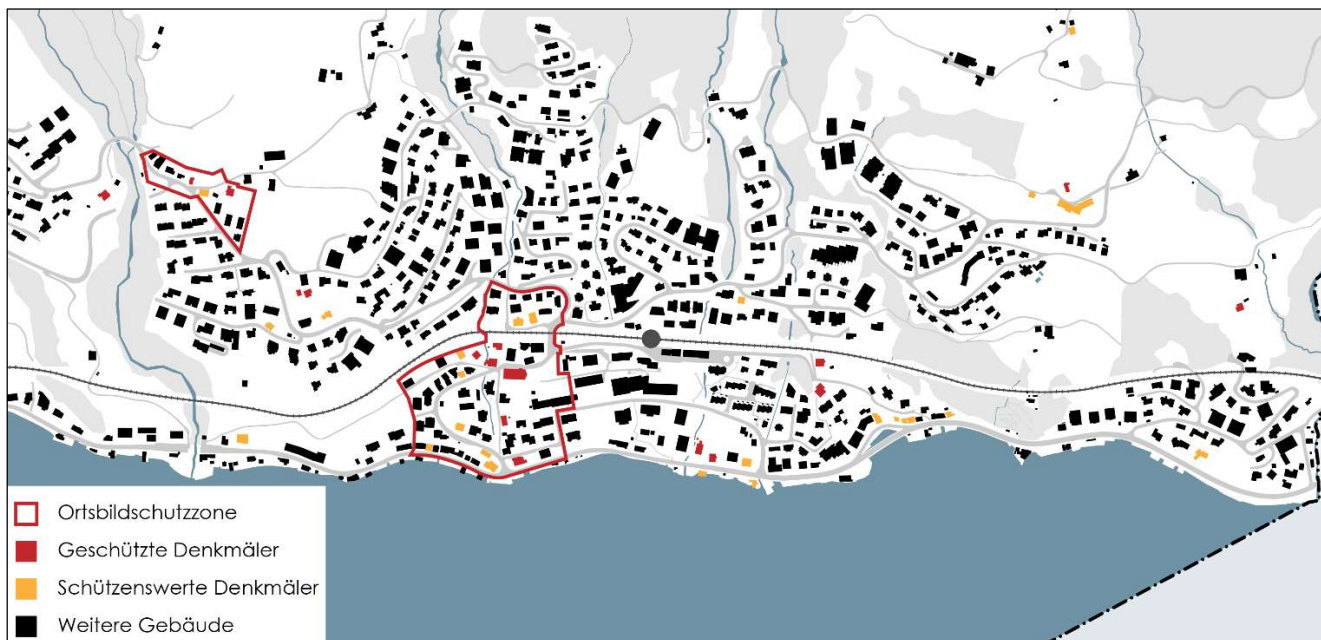 Ortsbildschutzzone
Geschützte Denkmäler
Schützenswerte Denkmäler
Weitere Gebäude